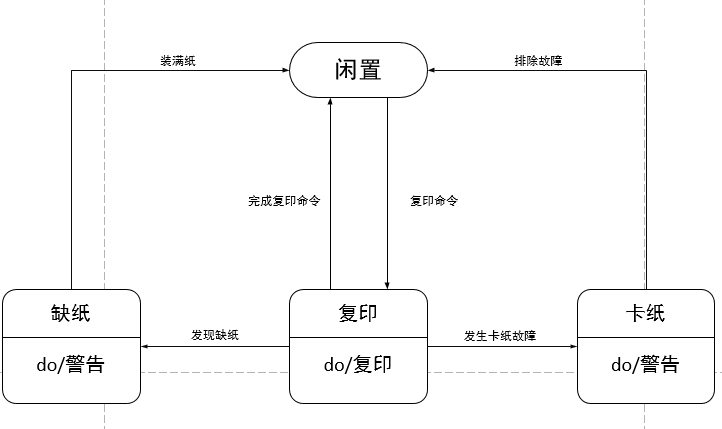 装满纸
闲置
排除故障
完成复印命令
复印命令
缺纸
do/警告
发现缺纸
复印
do/复印
发生卡纸故障
卡纸
do/警告